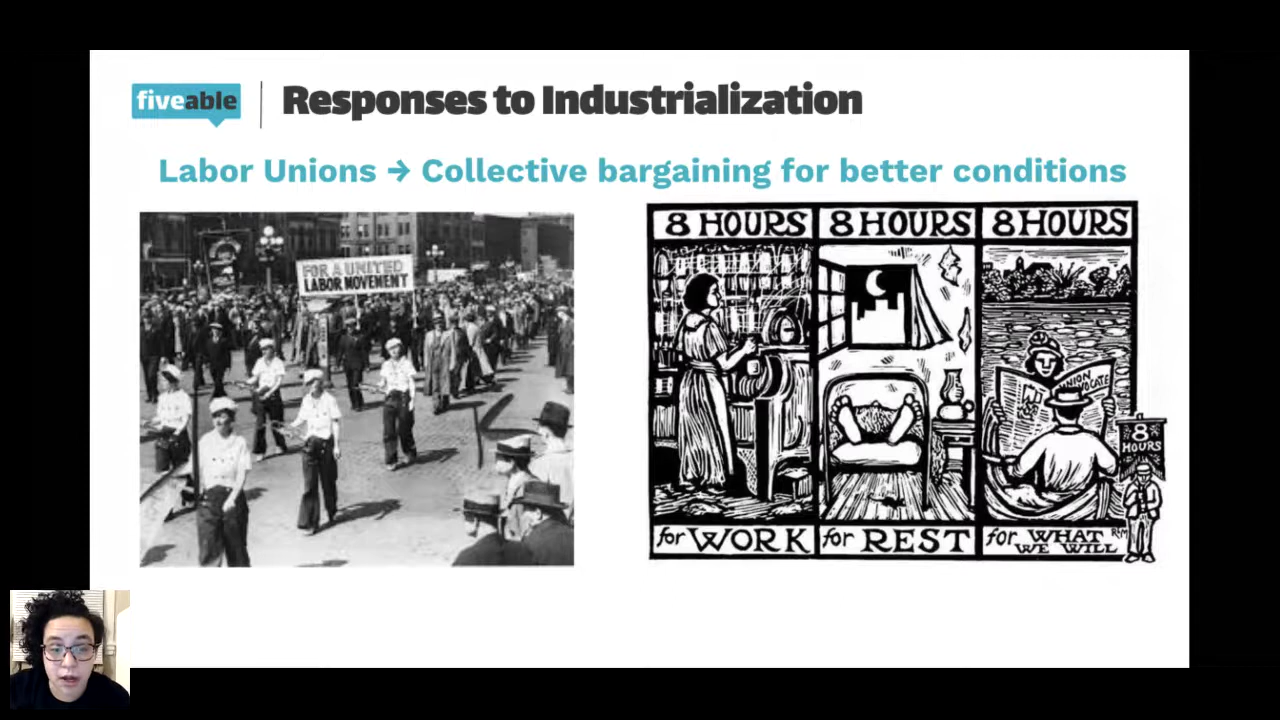 fiveable
Responses to Industrialization
Labor Unions → Collective bargaining for better conditions
FOR A UNITED
LABOR MOVEMENT
8 HOURS
8 HOURS
8 HOURS
UNION
8
HOURS
for WORK
for REST
for WHAT
WE WILL